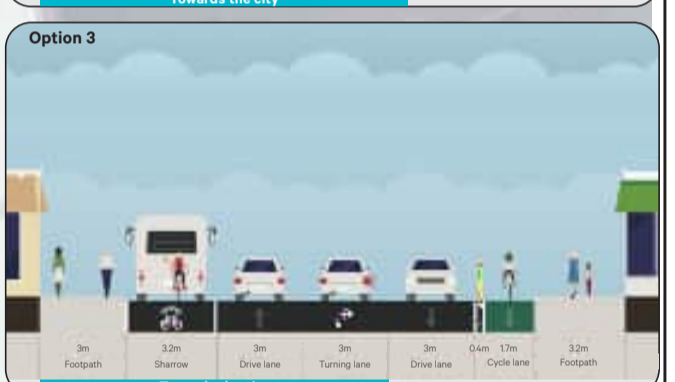 Towards the city
Option 3
3m 3.2m 3m 3m 3m 0.4m 1.7m 3.2m
Footpath Sharrow Drive lane Turning lane Drive lane Cycle lane Footpath